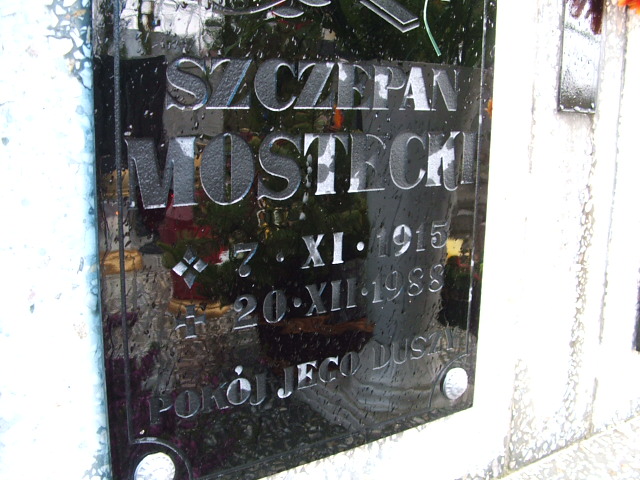 SZCZEPAN
MOSTECKI
7 · XI · 1915
20 · XII · 1988
POKÓJ JEGO DUSZY